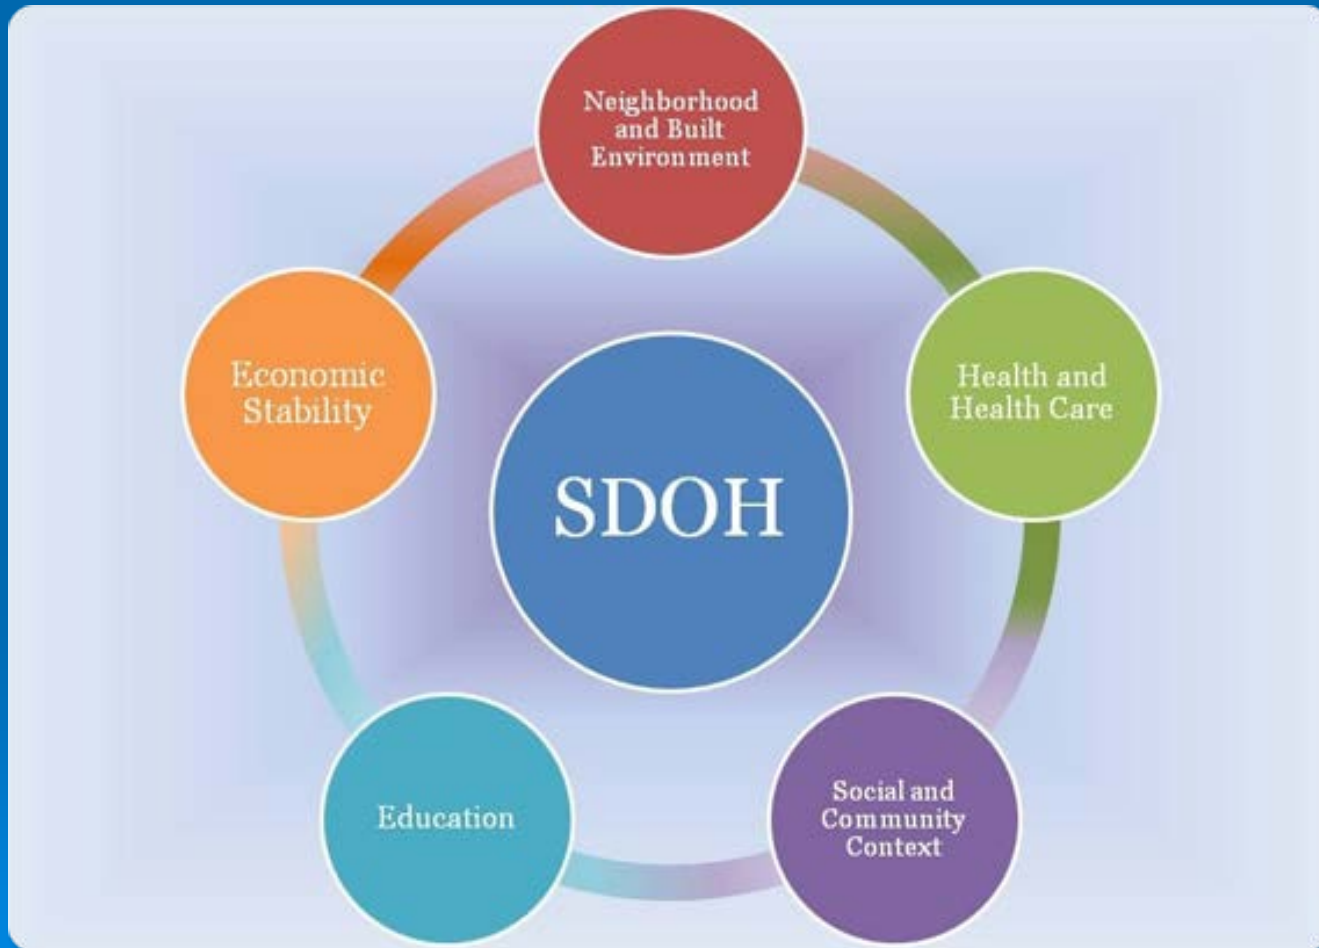 Neighborhood
and Built
Environment
Economic
Stability
Health and
Health Care
SDOH
Education
Social and
Community
Context